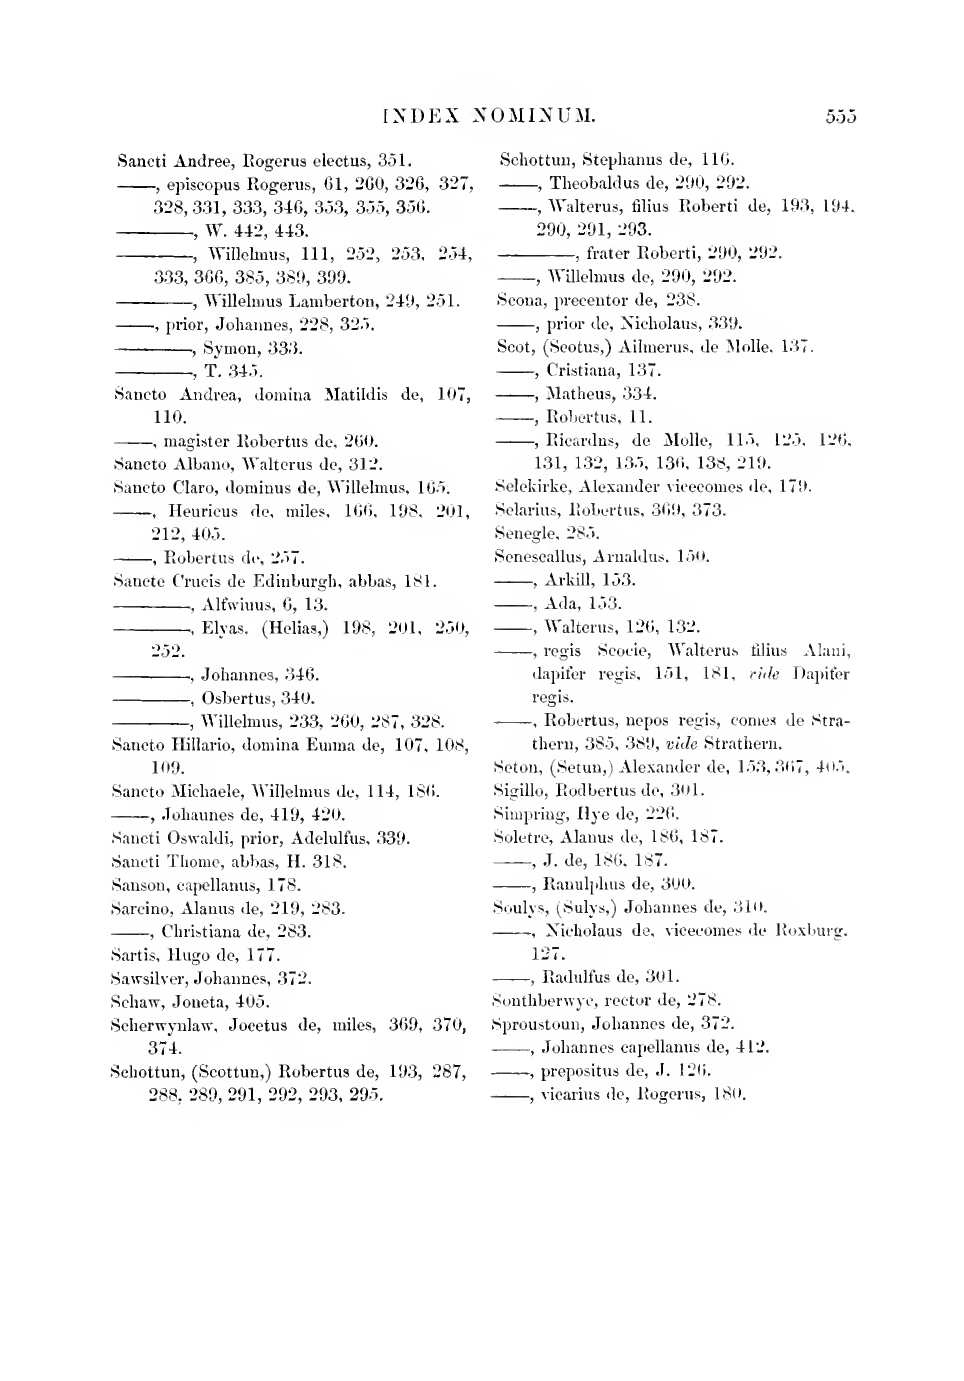 INDEX NOMINUM. 555
Sancti Andree, Rogerus electus, 351.
——, episcopus Rogerus, 61, 260, 326, 327,
328, 331, 333, 346, 353, 355, 356.
————, W. 442, 443.
————, Willelmus, 111, 252, 253, 254,
333, 366, 385, 389, 399.
————, Willelmus Lamberton, 249, 251.
——, prior, Johannes, 228, 325.
————, Symon, 333.
————, T. 345.
Sancto Andrea, domina Matildis de, 107,
110.
——, magister Robertus de, 260.
Sancto Albano, Walterus de, 312.
Sancto Claro, dominus de, Willelmus, 165.
——, Henricus de, miles, 166, 198, 201,
212, 405.
——, Robertus de, 257.
Sancte Crucis de Edinburgh, abbas, 181.
————, Alfwinus, 6, 13.
————, Elyas, (Helias,) 198, 201, 250,
252.
————, Johannes, 346.
————, Osbertus, 340.
————, Willelmus, 233, 260, 287, 328.
Sancto Hillario, domina Emma de, 107, 108,
109.
Sancto Michaele, Willelmus de, 114, 186.
——, Johannes de, 419, 420.
Sancti Oswaldi, prior, Adelulfus, 339.
Sancti Thome, abbas, H. 318.
Sanson, capellanus, 178.
Sarcino, Alanus de, 219, 283.
——, Christiana de, 283.
Sartis, Hugo de, 177.
Sawsilver, Johannes, 372.
Schaw, Joneta, 405.
Scherwynlaw, Jocetus de, miles, 369, 370,
374.
Schottun, (Scottun,) Robertus de, 193, 287,
288, 289, 291, 292, 293, 295.
Schottun, Stephanus de, 116.
——, Theobaldus de, 290, 292.
——, Walterus, filius Roberti de, 193, 194,
290, 291, 293.
————, frater Roberti, 290, 292.
——, Willelmus de, 290, 292.
Scona, precentor de, 238.
——, prior de, Nicholaus, 339.
Scot, (Scotus,) Ailmerus, de Molle, 137.
——, Cristiana, 137.
——, Matheus, 334.
——, Robertus, 11.
——, Ricardus, de Molle, 115, 125, 126,
131, 132, 135, 136, 138, 219.
Selekirke, Alexander vicecomes de, 179.
Selarius, Robertus, 369, 373.
Senegle, 285.
Senescallus, Arnaldus, 150.
——, Arkill, 153.
——, Ada, 153.
——, Walterus, 126, 132.
——, regis Scocie, Walterus filius Alani,
dapifer regis, 151, 181, vide Dapifer
regis.
——, Robertus, nepos regis, comes de Stra-
thern, 385, 389, vide Strathern.
Seton, (Setun,) Alexander de, 153, 367, 405.
Sigillo, Rodbertus de, 301.
Simpring, Hye de, 226.
Soletre, Alanus de, 186, 187.
——, J. de, 186, 187.
——, Ranulphus de, 300.
Soulys, (Sulys,) Johannes de, 310.
——, Nicholaus de, vicecomes de Roxburg,
127.
——, Radulfus de, 301.
Southberwyc, rector de, 278.
Sproustoun, Johannes de, 372.
——, Johannes capellanus de, 412.
——, prepositus de, J. 126.
——, vicarius de, Rogerus, 180.